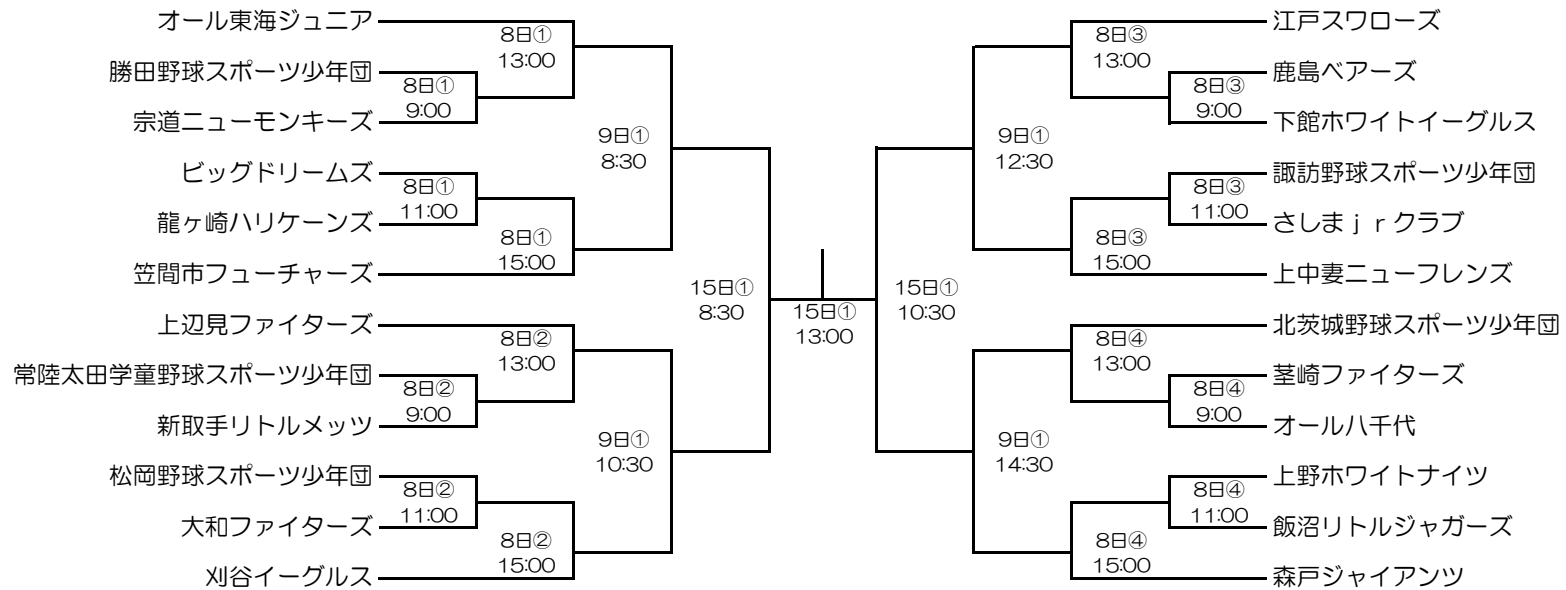 オール東海ジュニア
8日①
13:00
勝田野球スポーツ少年団
8日①
9:00
宗道ニューモンキーズ
9日①
8:30
ビッグドリームズ
8日①
11:00
龍ヶ崎ハリケーンズ
8日①
15:00
笠間市フューチャーズ
15日①
8:30
上辺見ファイターズ
8日②
13:00
常陸太田学童野球スポーツ少年団
8日②
9:00
新取手リトルメッツ
9日①
10:30
松岡野球スポーツ少年団
8日②
11:00
大和ファイターズ
8日②
15:00
刈谷イーグルス
15日①
13:00
江戸スワローズ
8日③
13:00
鹿島ベアーズ
8日③
9:00
下館ホワイトイーグルス
9日①
12:30
諏訪野球スポーツ少年団
8日③
11:00
さしまｊｒクラブ
8日③
15:00
上中妻ニューフレンズ
15日①
10:30
北茨城野球スポーツ少年団
8日④
13:00
茎崎ファイターズ
8日④
9:00
オール八千代
9日①
14:30
上野ホワイトナイツ
8日④
11:00
飯沼リトルジャガーズ
8日④
15:00
森戸ジャイアンツ